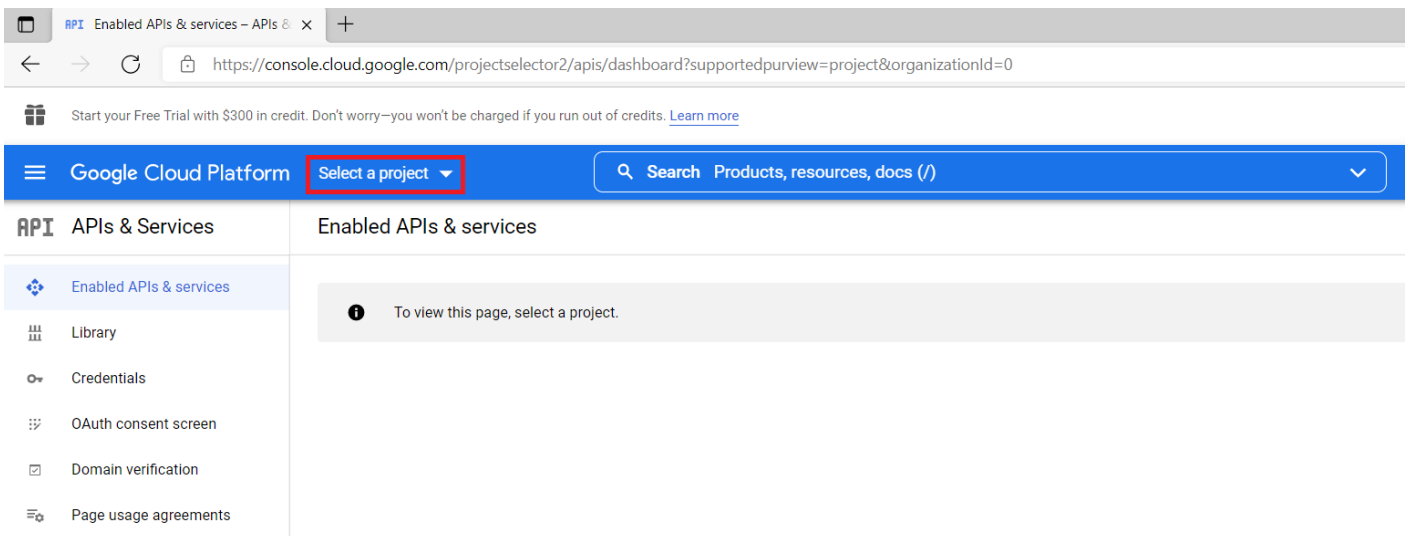 API Enabled APIs & services – APIs &
https://console.cloud.google.com/projectselector2/apis/dashboard?supportedpurview=project&organizationId=0
Start your Free Trial with $300 in credit. Don't worry—you won't be charged if you run out of credits. Learn more
Google Cloud Platform Select a project Search Products, resources, docs (/)
API APIs & Services Enabled APIs & services
Enabled APIs & services
To view this page, select a project.
Library
Credentials
OAuth consent screen
Domain verification
Page usage agreements